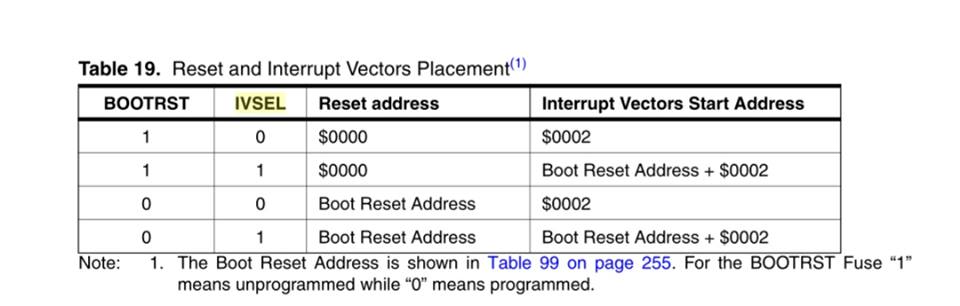 Table 19. Reset and Interrupt Vectors Placement(1)
BOOTRST IVSEL Reset address Interrupt Vectors Start Address
1 0 $0000 $0002
1 1 $0000 Boot Reset Address + $0002
0 0 Boot Reset Address $0002
0 1 Boot Reset Address Boot Reset Address + $0002
Note: 1. The Boot Reset Address is shown in Table 99 on page 255. For the BOOTRST Fuse “1”
means unprogrammed while “0” means programmed.